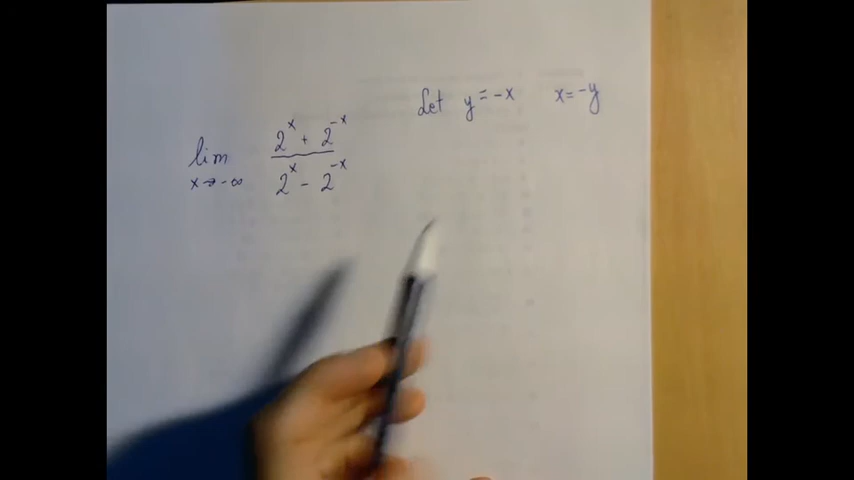 Let y = -x x = -y
lim x→-∞ (2^x + 2^-x) / (2^x - 2^-x)